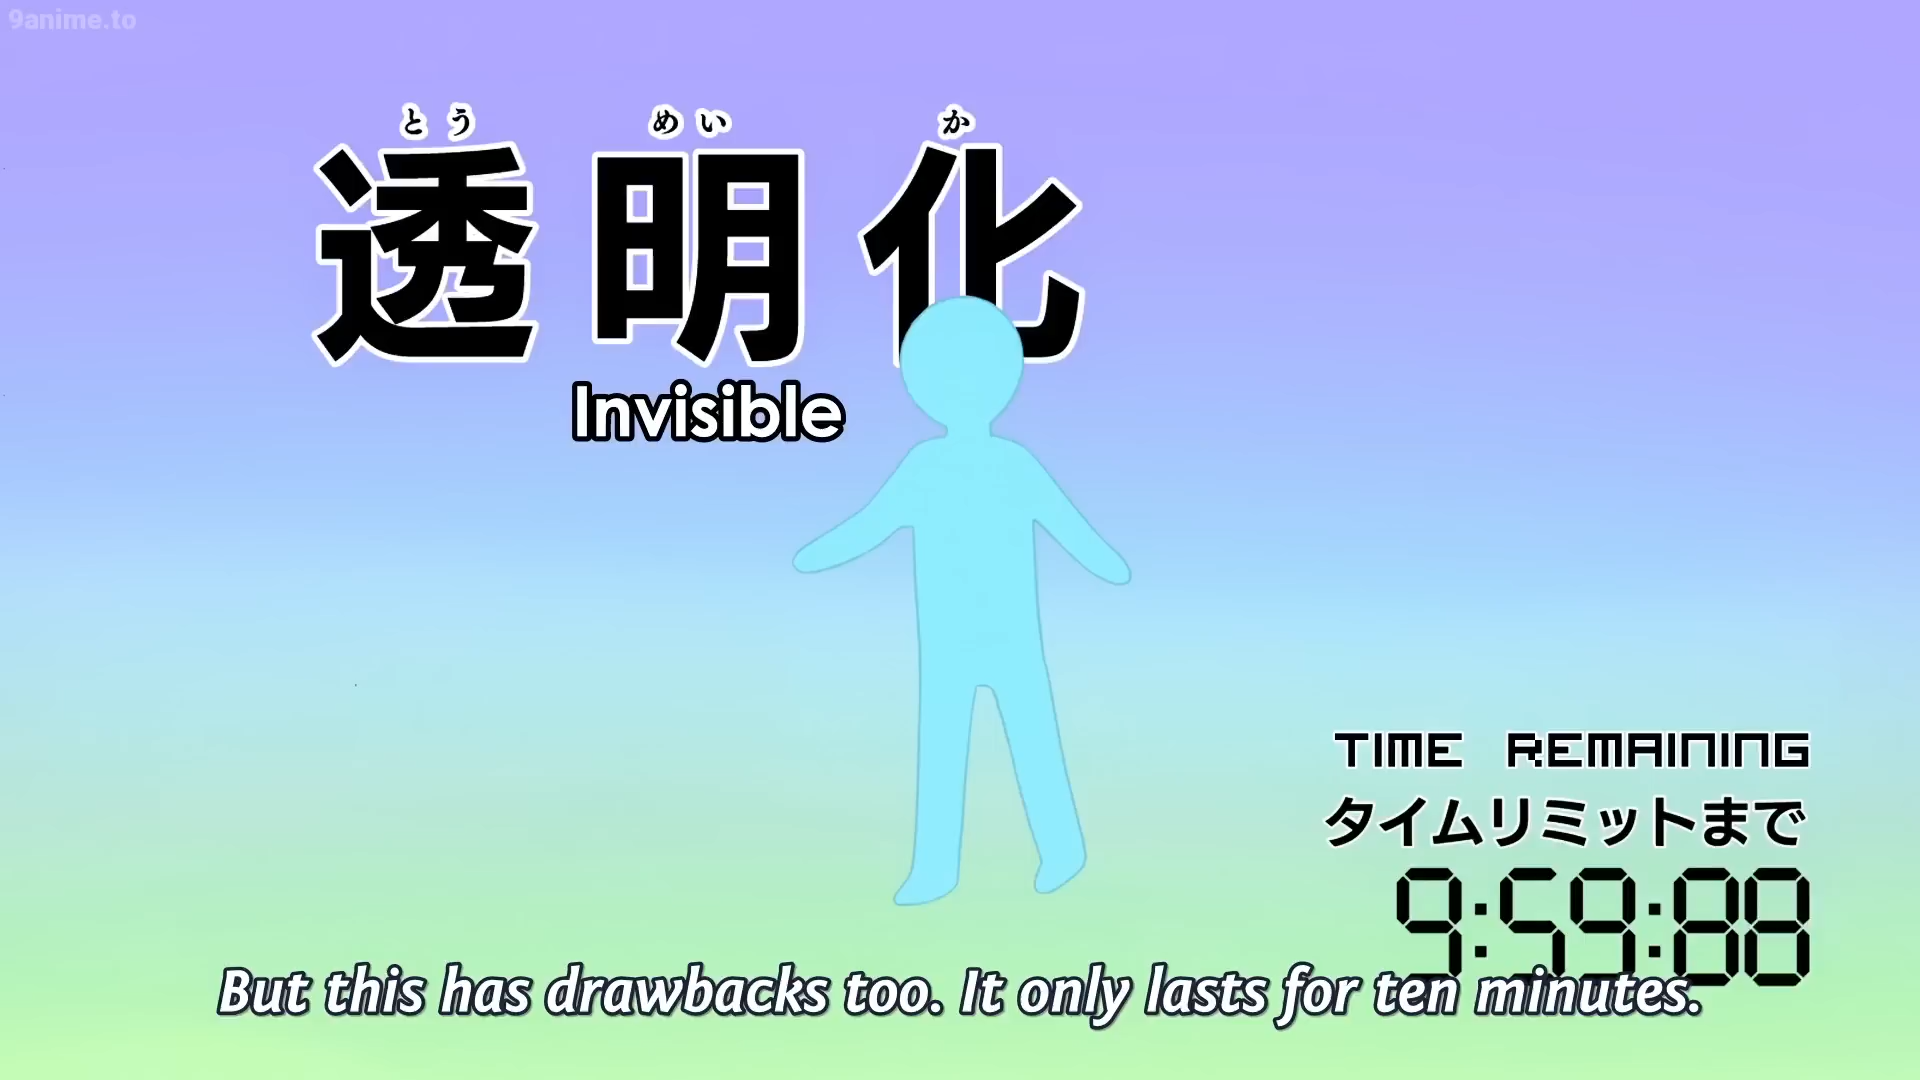 9anime.to
とう めい か
透明化
Invisible
TIME REMAINING
タイムリミットまで
9:59:88
But this has drawbacks too. It only lasts for ten minutes.